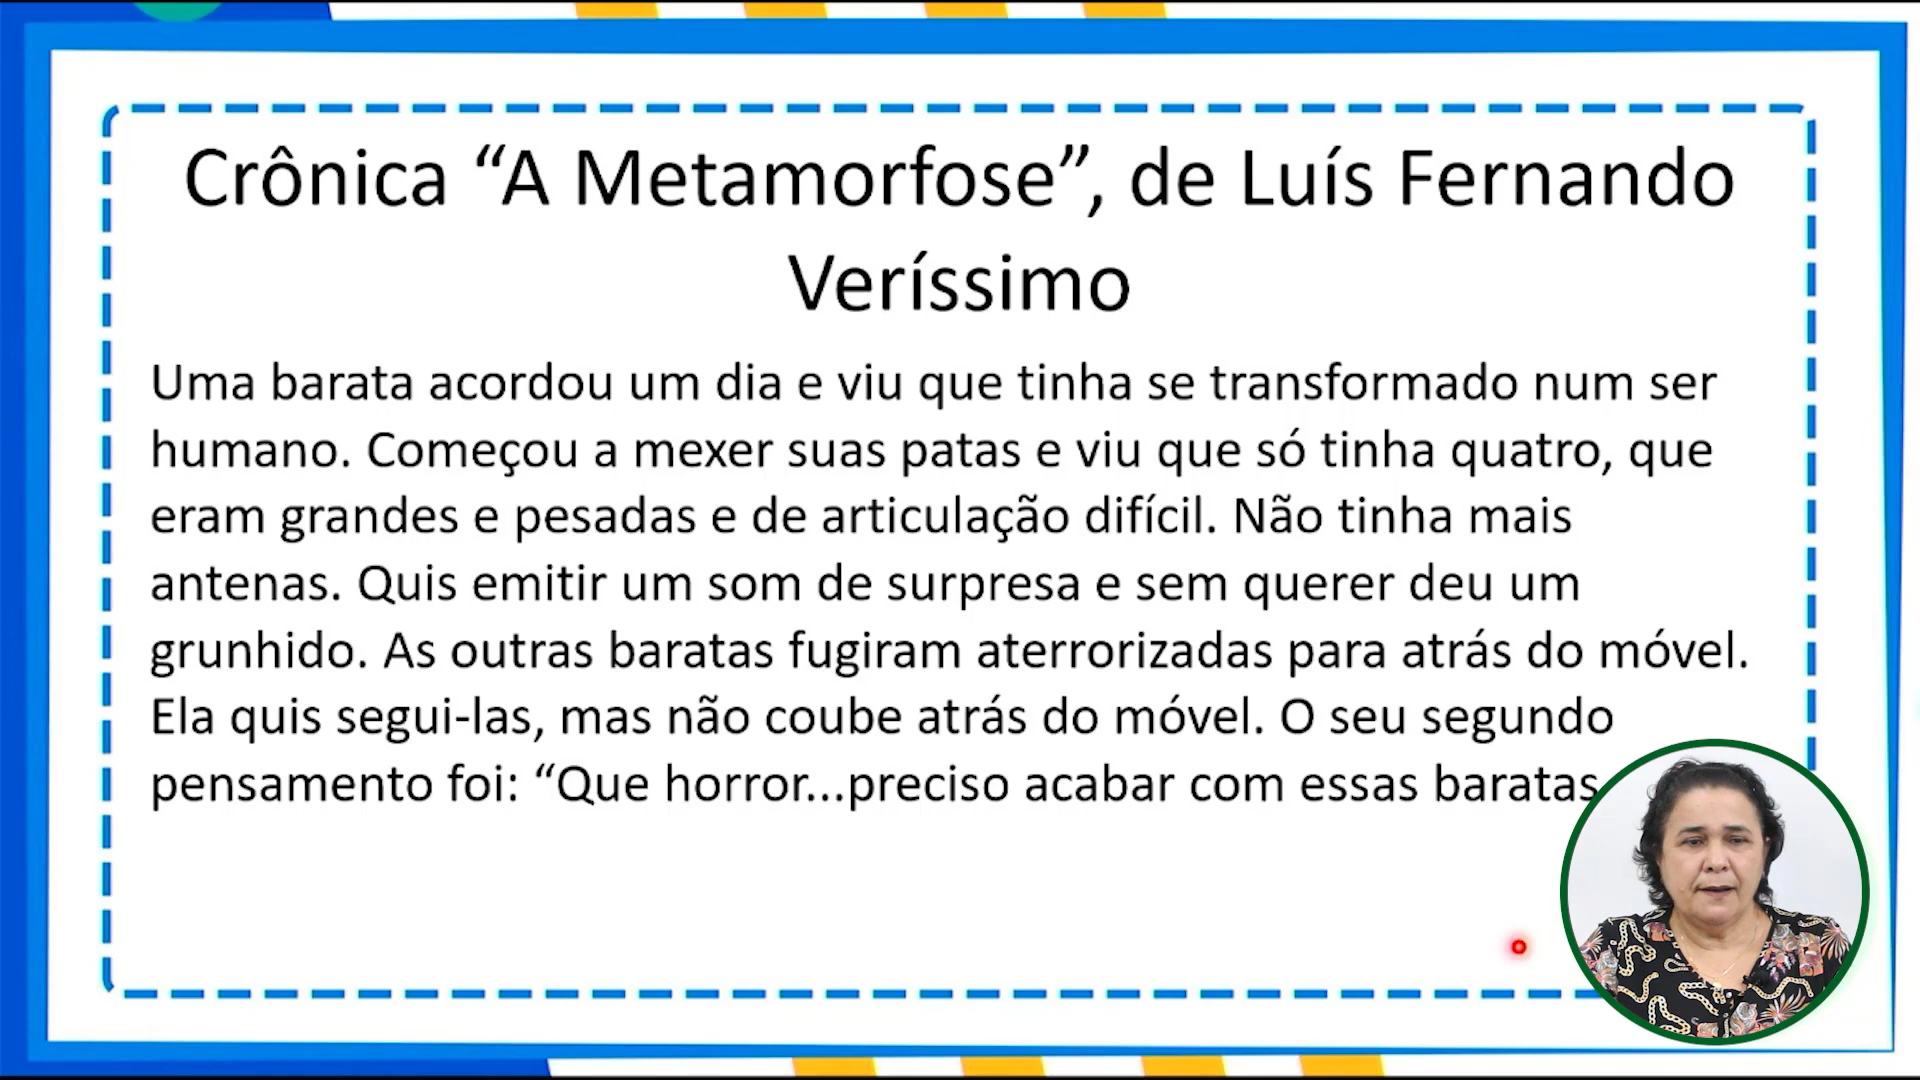 Crônica “A Metamorfose”, de Luís Fernando
Veríssimo
Uma barata acordou um dia e viu que tinha se transformado num ser
humano. Começou a mexer suas patas e viu que só tinha quatro, que
eram grandes e pesadas e de articulação difícil. Não tinha mais
antenas. Quis emitir um som de surpresa e sem querer deu um
grunhido. As outras baratas fugiram aterrorizadas para atrás do móvel.
Ela quis segui-las, mas não coube atrás do móvel. O seu segundo
pensamento foi: “Que horror...preciso acabar com essas baratas